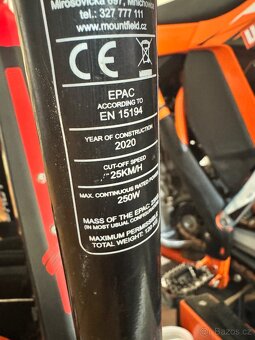 Mirošovická 697, Mnichovice
tel.: 327 777 111
www.mountfield.cz
CE
EPAC
ACCORDING TO
EN 15194
YEAR OF CONSTRUCTION
2020
CUT-OFF SPEED
25KM/H
MAX. CONTINUOUS RATED POWER
250W
MASS OF THE EPAC:
(IN MOST USUAL CONFIGURATION)
MAXIMUM PERMISSIBLE
TOTAL WEIGHT: 120
sbazos.cz